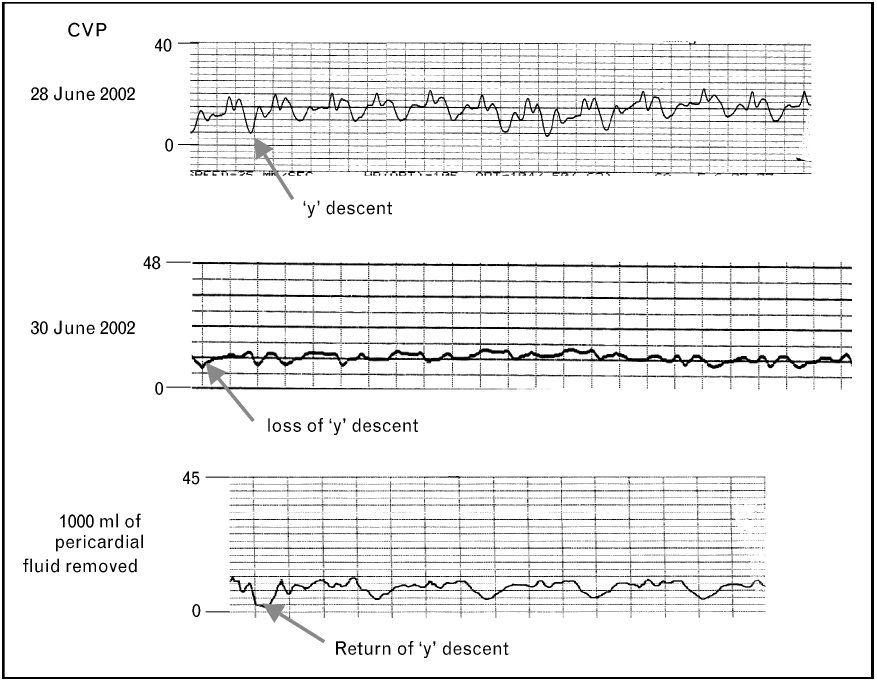 CVP
40
28 June 2002
0
'y' descent
48
30 June 2002
0
loss of 'y' descent
45
1000 ml of
pericardial
fluid removed
0
Return of 'y' descent